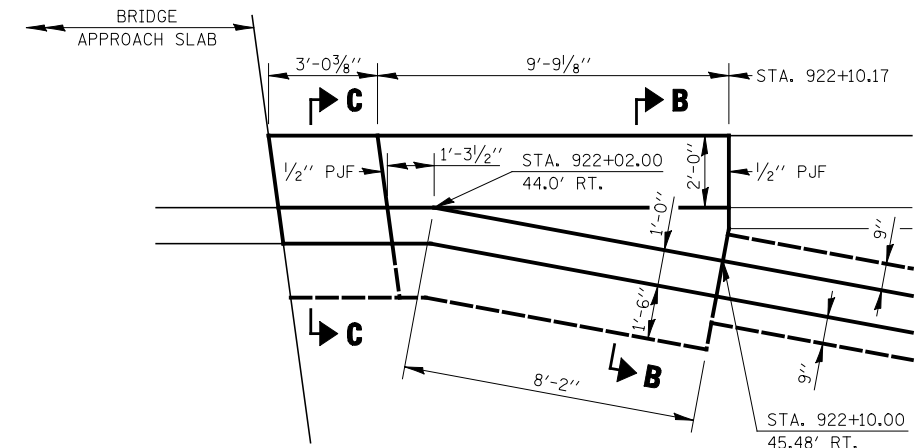 BRIDGE
APPROACH SLAB
3'-0⅜"
9'-9⅛"
STA. 922+10.17
C
B
1'-3½"
STA. 922+02.00
44.0' RT.
½" PJF
2'-0"
½" PJF
1'-0"
9"
1'-6"
C
B
8'-2"
9"
STA. 922+10.00
45.48' RT.